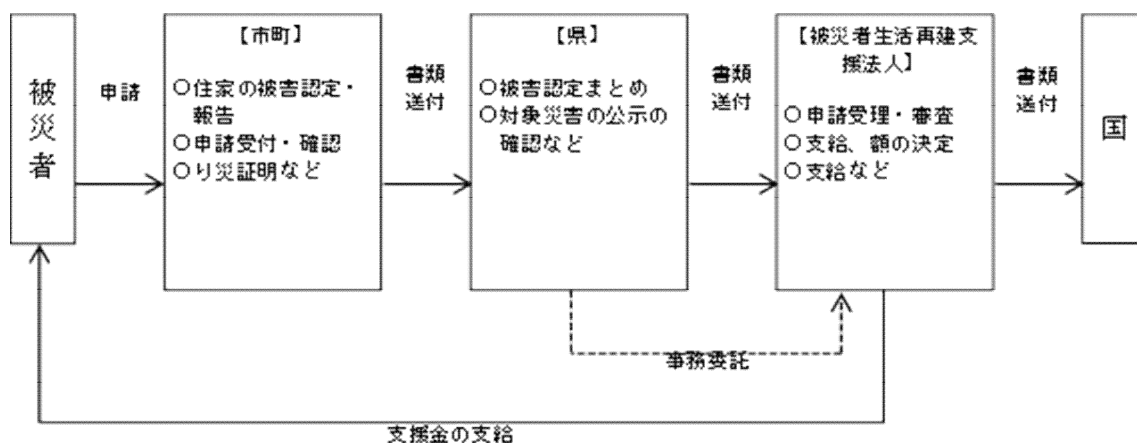 被災者
申請
【市町】
○住家の被害認定・
報告
○申請受付・確認
○り災証明など
書類
送付
【県】
○被害認定まとめ
○対象災害の公示の
確認など
書類
送付
【被災者生活再建支
援法人】
○申請受理・審査
○支給、額の決定
○支給など
書類
送付
国
事務委託
支援金の支給